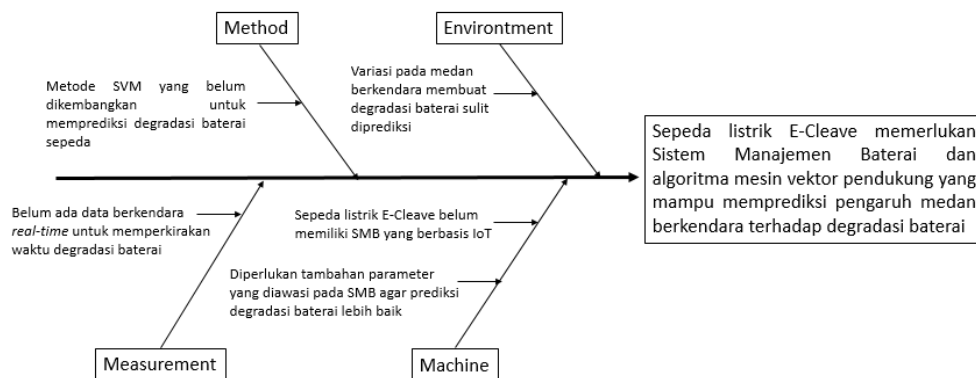 Method
Environtment
Metode SVM yang belum
dikembangkan untuk
memprediksi degradasi baterai
sepeda
Variasi pada medan
berkendara membuat
degradasi baterai sulit
diprediksi
Sepeda listrik E-Cleave memerlukan
Sistem Manajemen Baterai dan
algoritma mesin vektor pendukung yang
mampu memprediksi pengaruh medan
berkendara terhadap degradasi baterai
Belum ada data berkendara
real-time untuk memperkirakan
waktu degradasi baterai
Sepeda listrik E-Cleave belum
memiliki SMB yang berbasis IoT
Diperlukan tambahan parameter
yang diawasi pada SMB agar prediksi
degradasi baterai lebih baik
Measurement
Machine